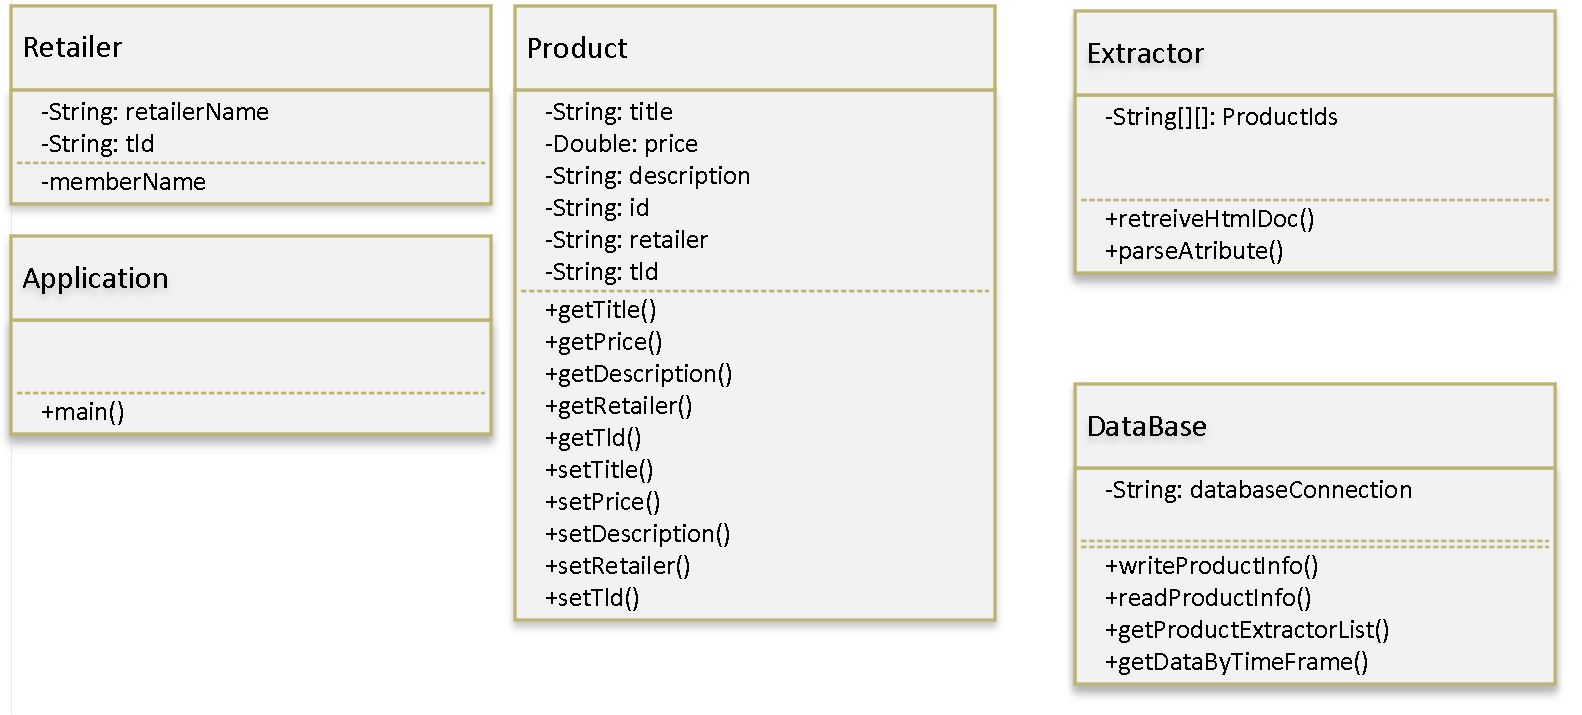 Retailer
-String: retailerName
-String: tld
-memberName
Application
+main()
Product
-String: title
-Double: price
-String: description
-String: id
-String: retailer
-String: tld
+getTitle()
+getPrice()
+getDescription()
+getRetailer()
+getTld()
+setTitle()
+setPrice()
+setDescription()
+setRetailer()
+setTld()
Extractor
-String[][]: ProductIds
+retreiveHtmlDoc()
+parseAtribute()
DataBase
-String: databaseConnection
+writeProductInfo()
+readProductInfo()
+getProductExtractorList()
+getDataByTimeFrame()